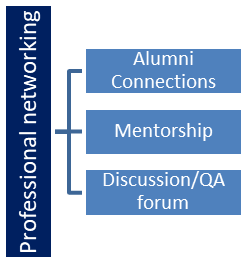 Professional networking
Alumni
Connections
Mentorship
Discussion/QA
forum